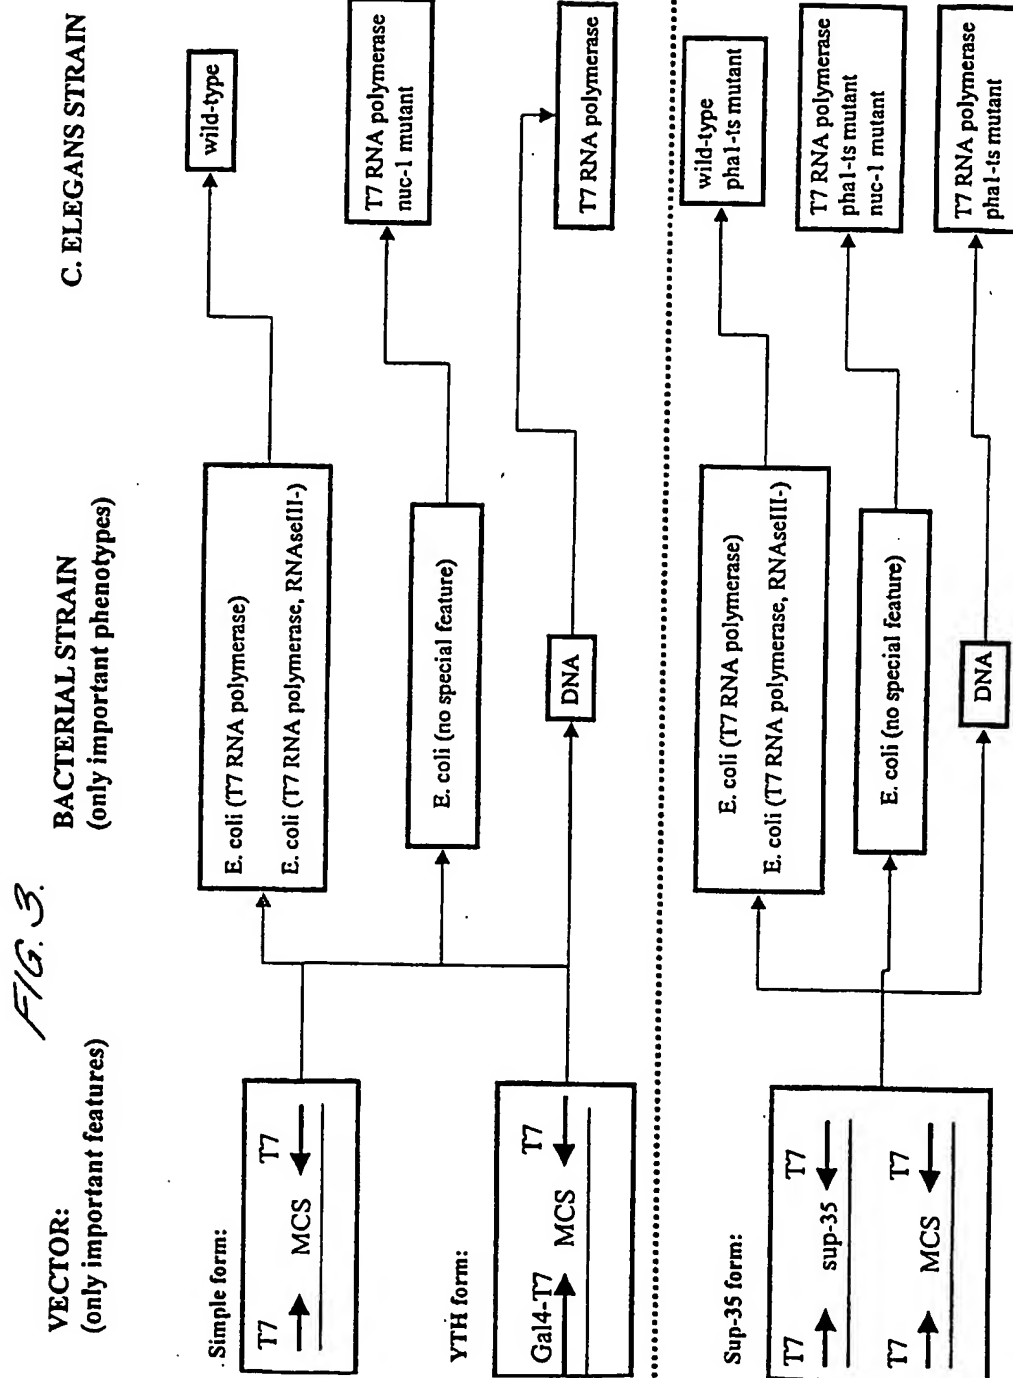 FIG. 3.
VECTOR:
(only important features)
BACTERIAL STRAIN
(only important phenotypes)
C. ELEGANS STRAIN
Simple form:
T7 T7
MCS
E. coli (T7 RNA polymerase)
E. coli (T7 RNA polymerase, RNAseIII-)
wild-type
E. coli (no special feature)
T7 RNA polymerase
nuc-1 mutant
YTH form:
Gal4-T7 T7
MCS
DNA
T7 RNA polymerase
Sup-35 form:
T7 T7
sup-35
T7 T7
MCS
E. coli (T7 RNA polymerase)
E. coli (T7 RNA polymerase, RNAseIII-)
wild-type
pha1-ts mutant
E. coli (no special feature)
T7 RNA polymerase
pha1-ts mutant
nuc-1 mutant
DNA
T7 RNA polymerase
pha1-ts mutant